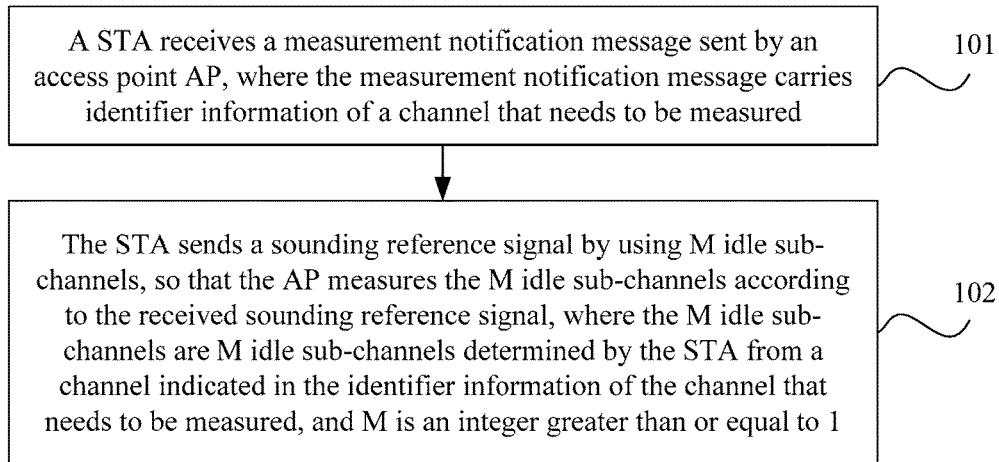 A STA receives a measurement notification message sent by an
access point AP, where the measurement notification message carries
identifier information of a channel that needs to be measured
101
The STA sends a sounding reference signal by using M idle sub-
channels, so that the AP measures the M idle sub-channels according
to the received sounding reference signal, where the M idle sub-
channels are M idle sub-channels determined by the STA from a
channel indicated in the identifier information of the channel that
needs to be measured, and M is an integer greater than or equal to 1
102